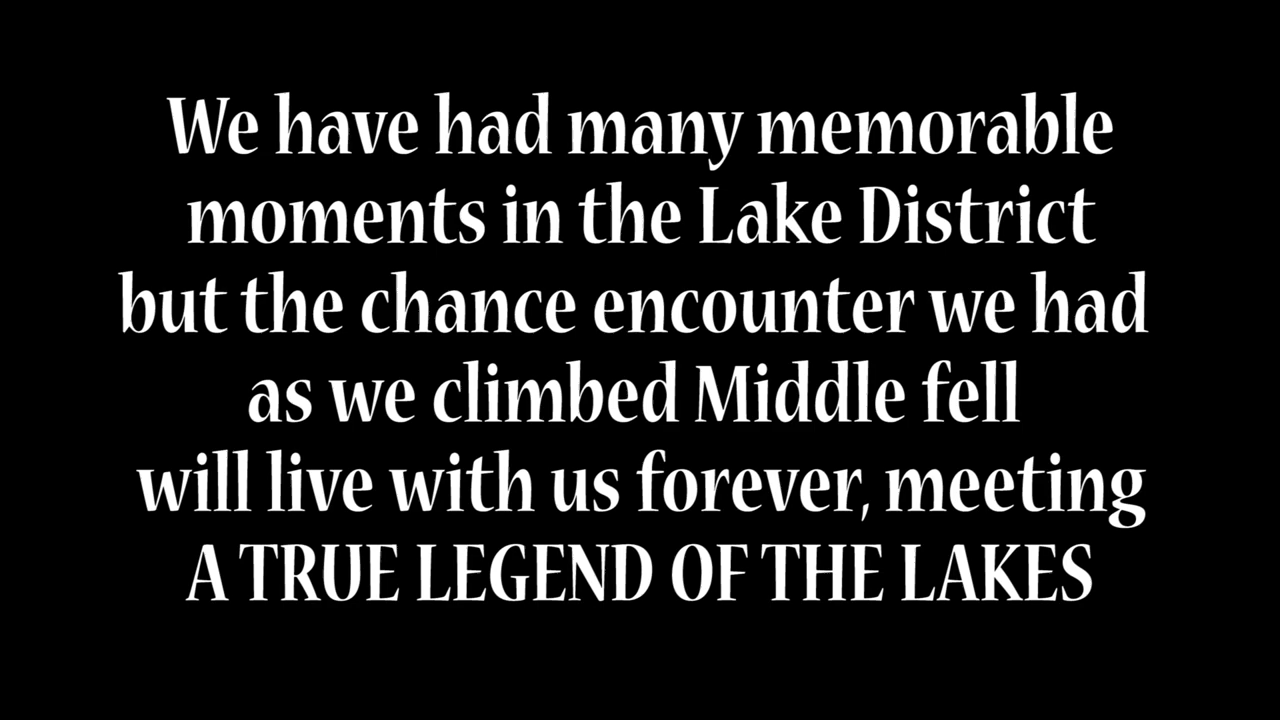 We have had many memorable
moments in the Lake District
but the chance encounter we had
as we climbed Middle fell
will live with us forever, meeting
A TRUE LEGEND OF THE LAKES